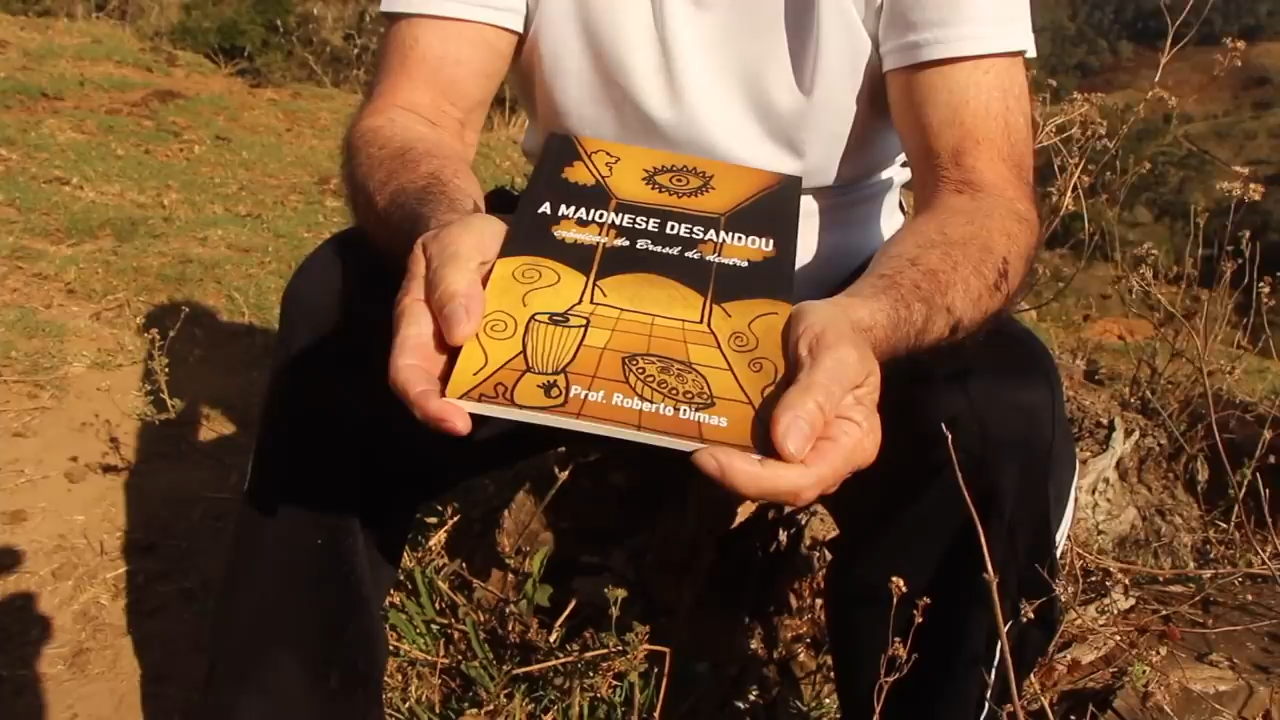 A MAIONESE DESANDOU
crônicas do Brasil de dentro
Prof. Roberto Dimas